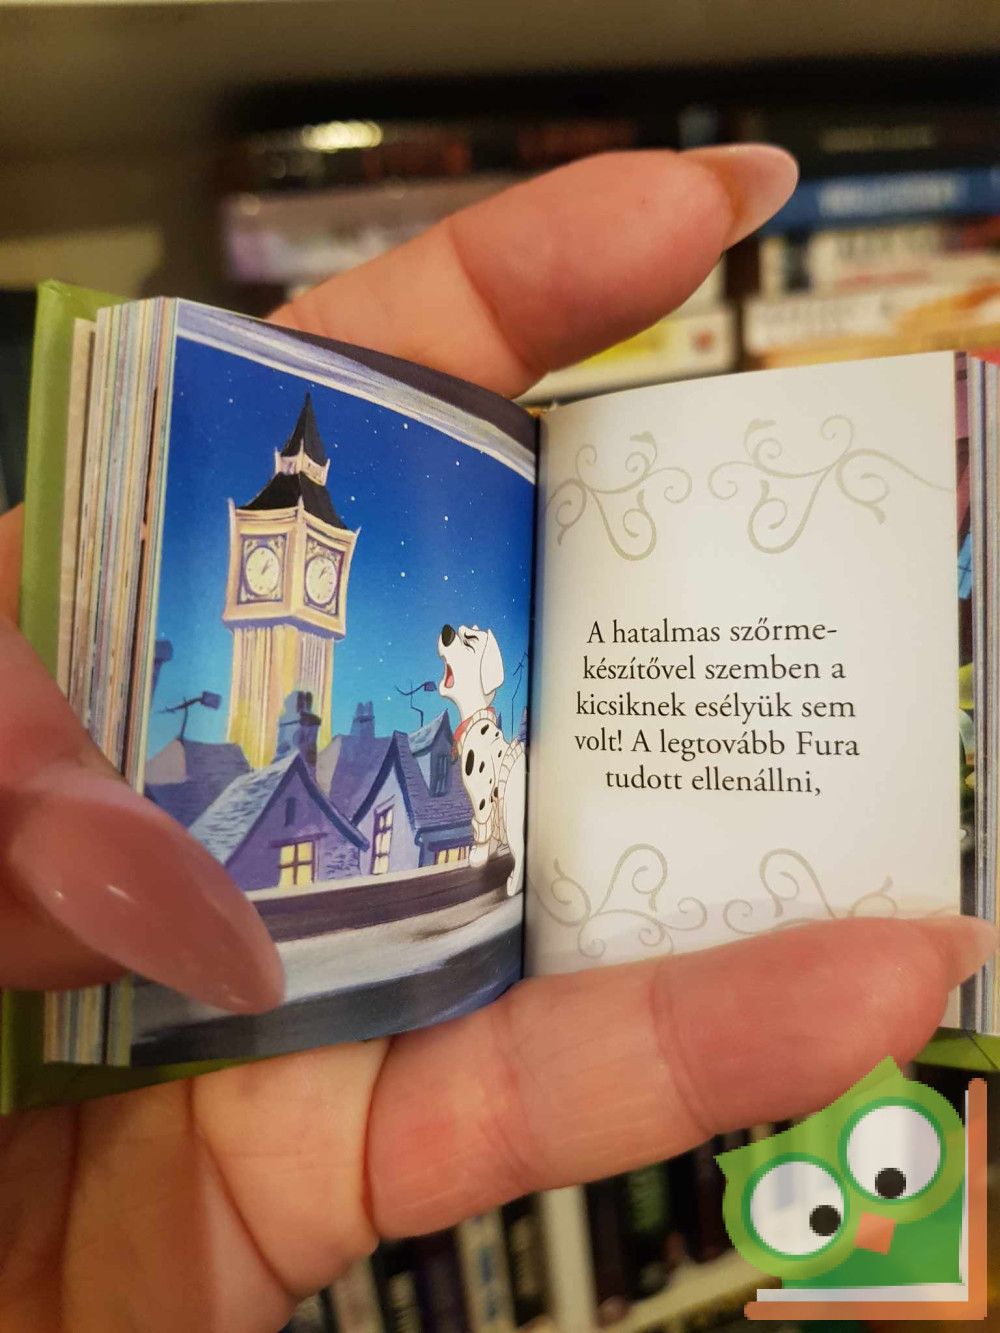 A hatalmas szőrme-
készítővel szemben a
kicsiknek esélyük sem
volt! A legtovább Fura
tudott ellenállni,